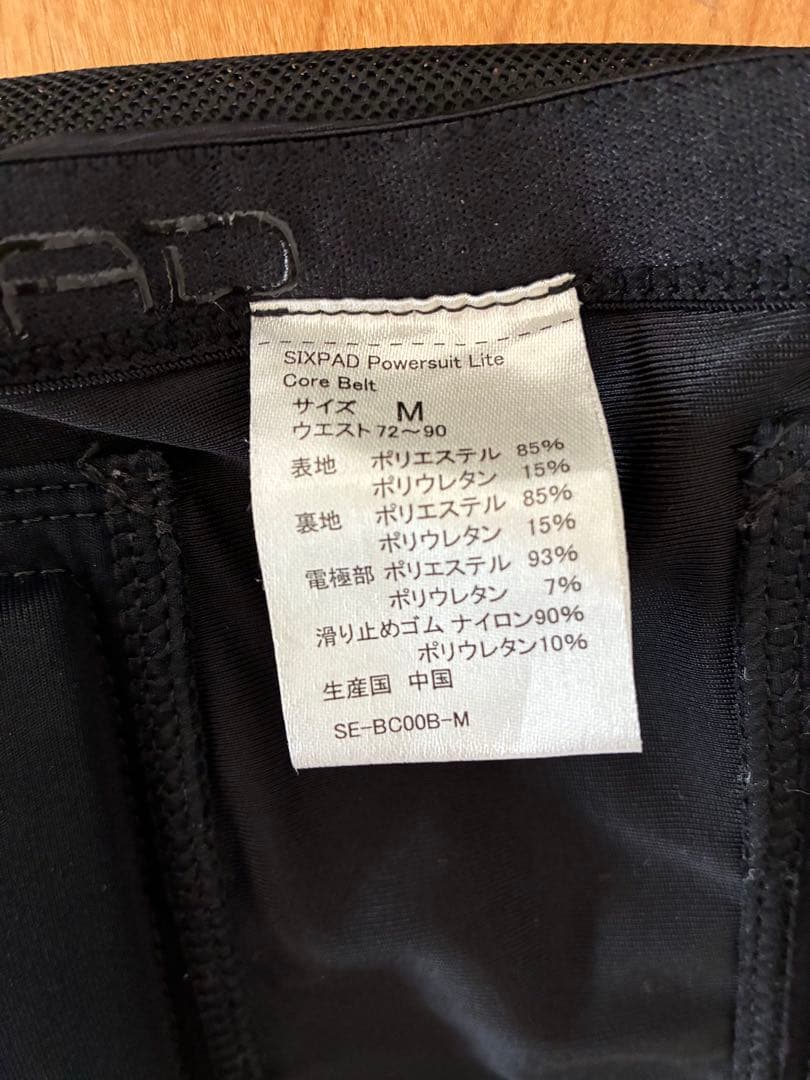 AD
SIXPAD Powersuit Lite
Core Belt
サイズ M
ウエスト72～90
表地 ポリエステル 85%
ポリウレタン 15%
裏地 ポリエステル 85%
ポリウレタン 15%
電極部 ポリエステル 93%
ポリウレタン 7%
滑り止めゴム ナイロン90%
ポリウレタン10%
生産国 中国
SE-BC00B-M